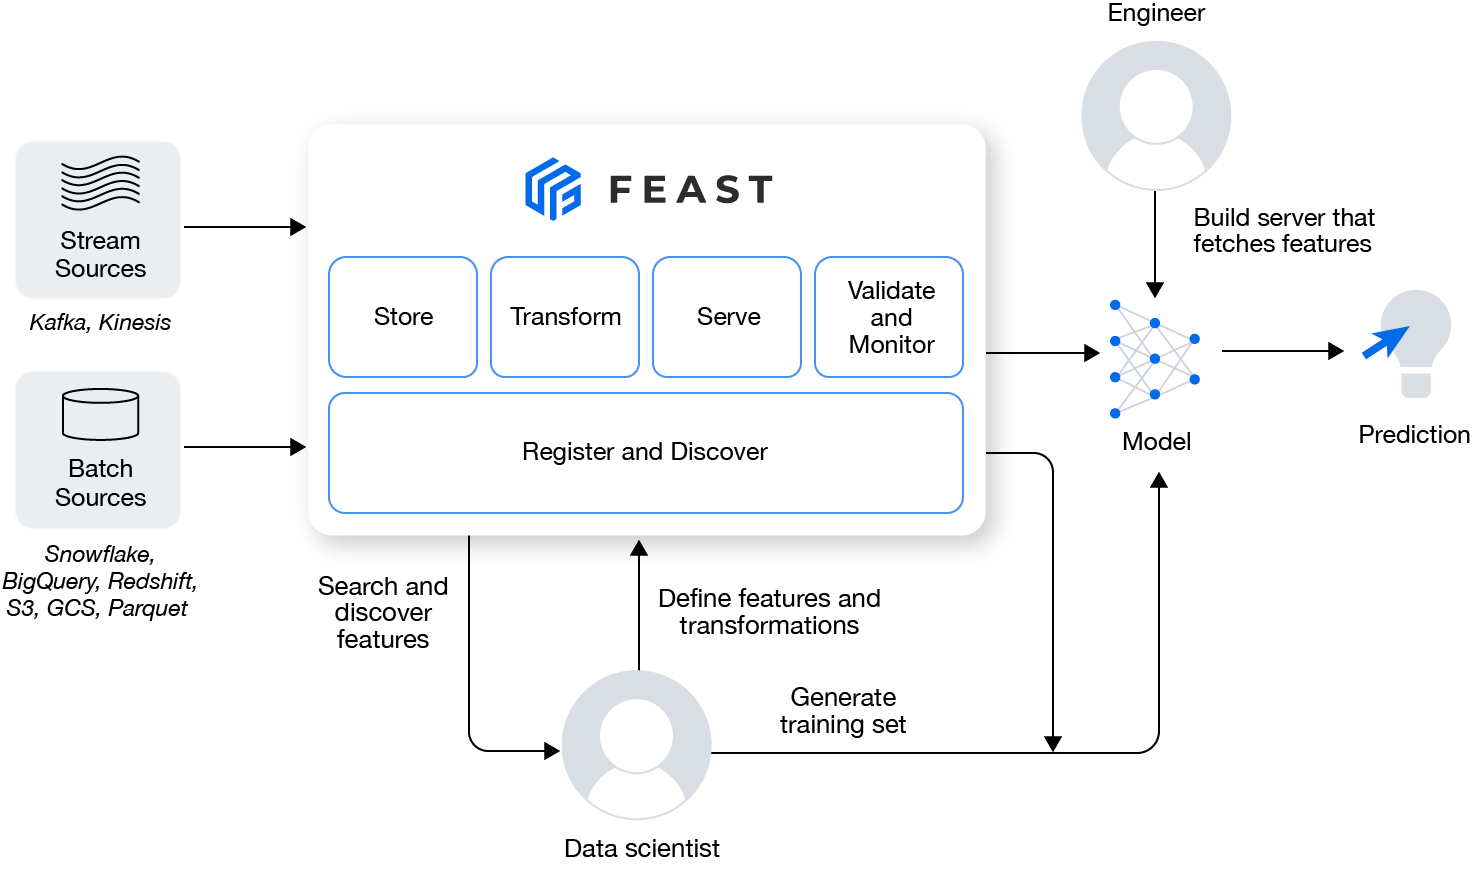 Engineer
FEAST
Stream
Sources
Kafka, Kinesis
Build server that
fetches features
Store
Transform
Serve
Validate
and
Monitor
Batch
Sources
Snowflake,
BigQuery, Redshift,
S3, GCS, Parquet
Register and Discover
Model
Prediction
Search and
discover
features
Define features and
transformations
Generate
training set
Data scientist